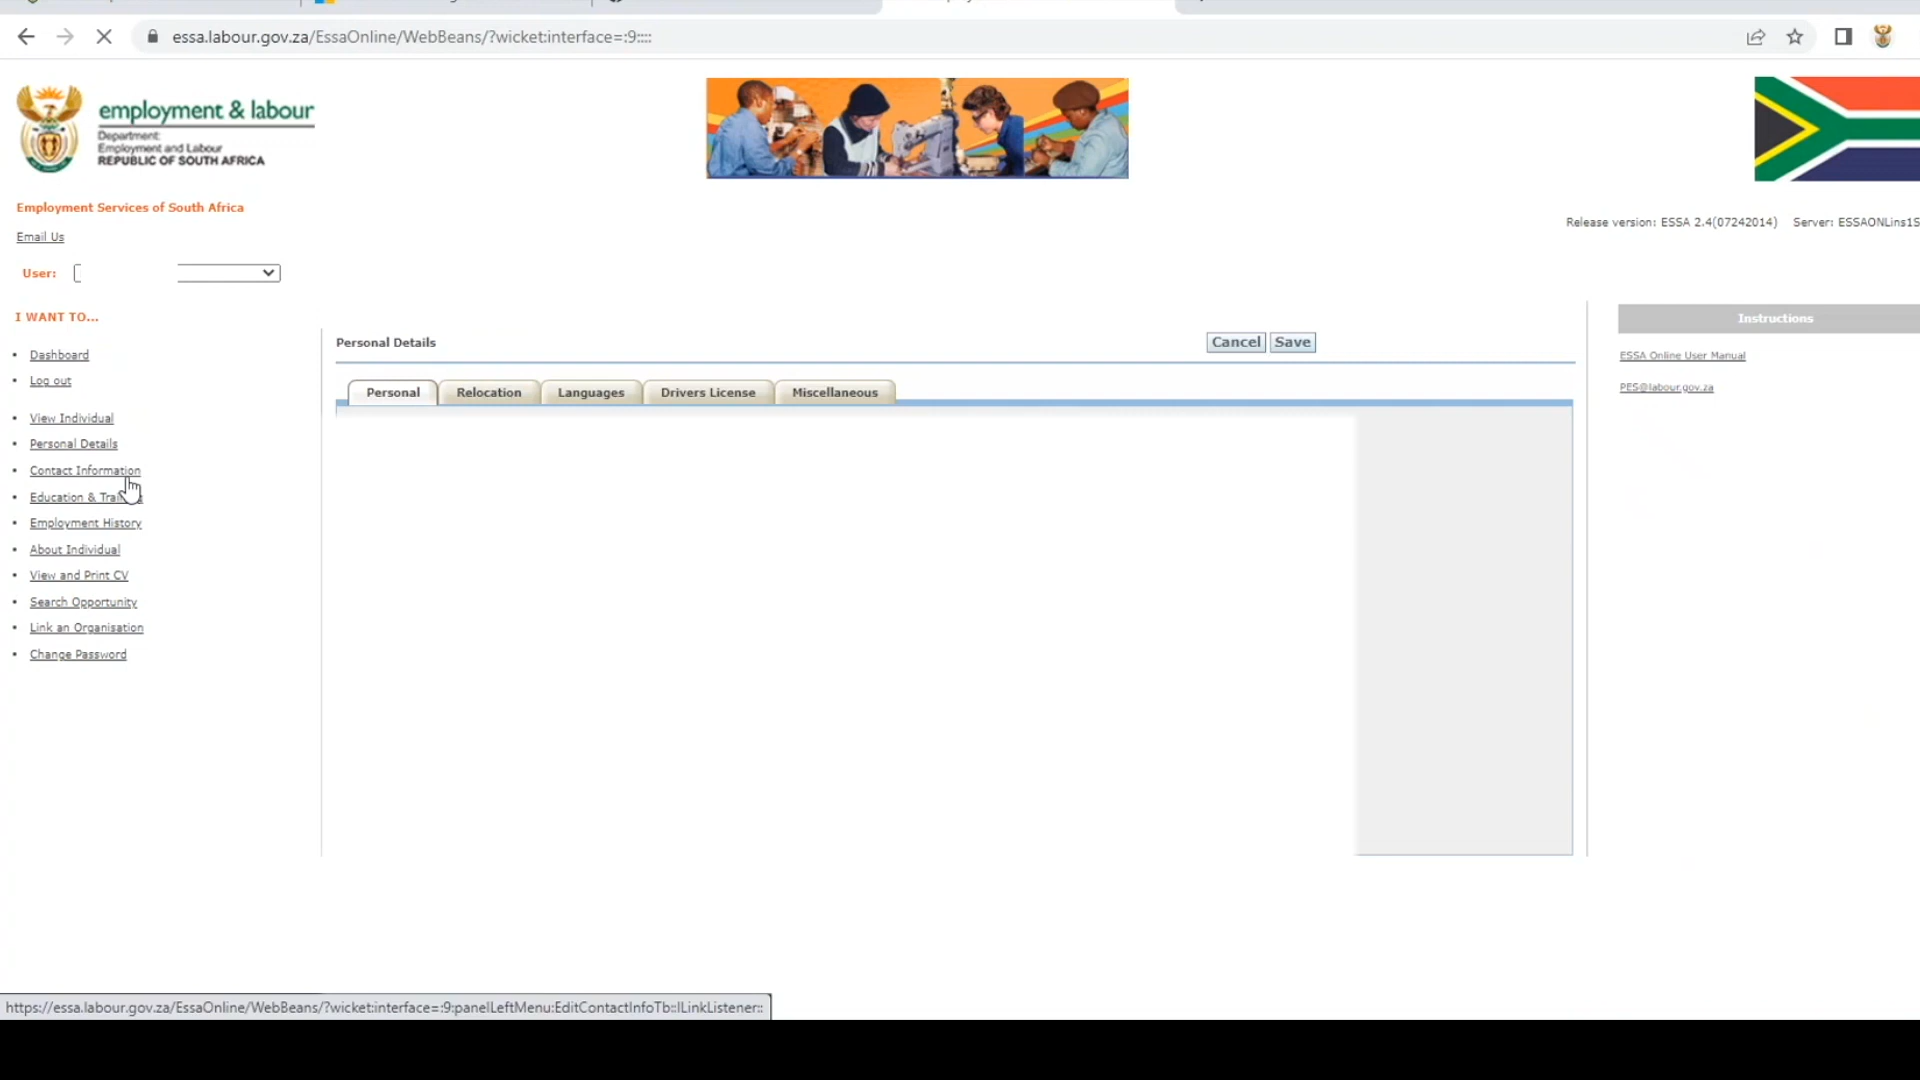 essa.labour.gov.za/EssaOnline/WebBeans/?wicket:interface=:9::::
employment & labour
Department:
Employment and Labour
REPUBLIC OF SOUTH AFRICA
Employment Services of South Africa
Release version: ESSA 2.4(07242014) Server: ESSAONLins1S
Email Us
User:
I WANT TO...
Instructions
Personal Details
Cancel Save
Dashboard
ESSA Online User Manual
Log out
PES@labour.gov.za
Personal Relocation Languages Drivers License Miscellaneous
View Individual
Personal Details
Contact Information
Education &
Employment History
About Individual
View and Print CV
Search Opportunity
Link an Organisation
Change Password
https://essa.labour.gov.za/EssaOnline/WebBeans/?wicket:interface=:9:panelLeftMenu:EditContactInfoTb::ILinkListener::